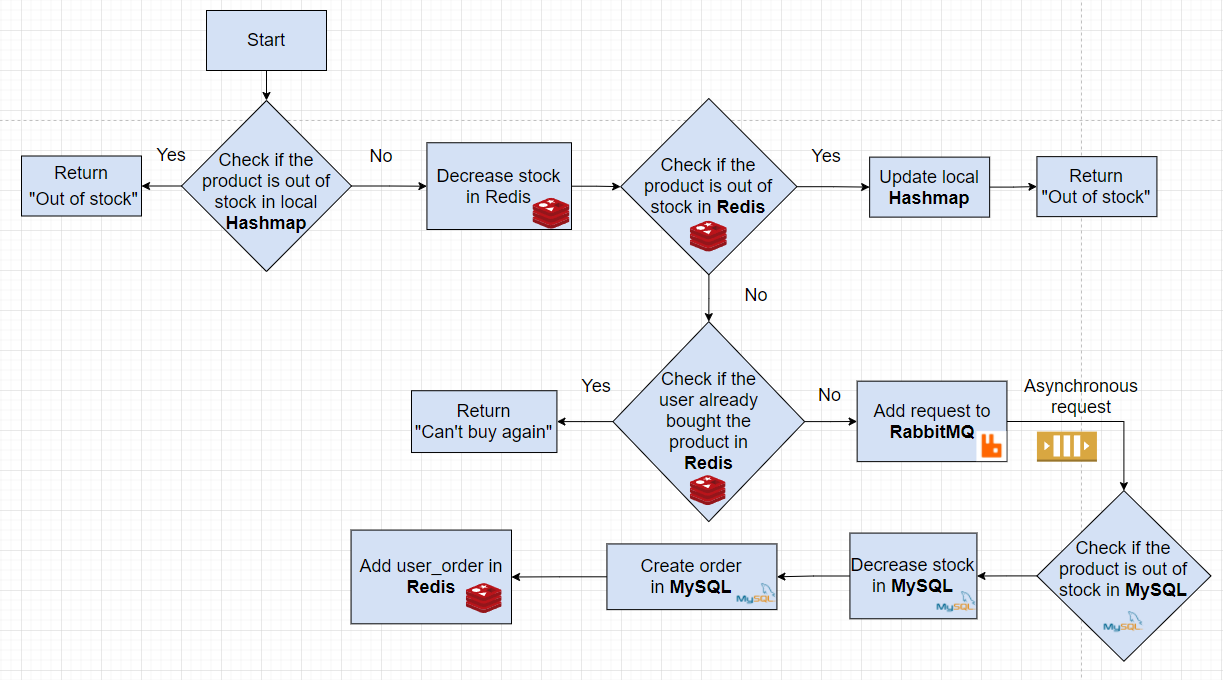 Start
Check if the
product is out of
stock in local
Hashmap
Yes
Return
"Out of stock"
No
Decrease stock
in Redis
Check if the
product is out of
stock in Redis
Yes
Update local
Hashmap
Return
"Out of stock"
No
Check if the
user already
bought the
product in
Redis
Yes
Return
"Can't buy again"
No
Add request to
RabbitMQ
Asynchronous
request
Check if the
product is out of
stock in MySQL
MySQL
Decrease stock
in MySQL
MySQL
Create order
in MySQL
MySQL
Add user_order in
Redis